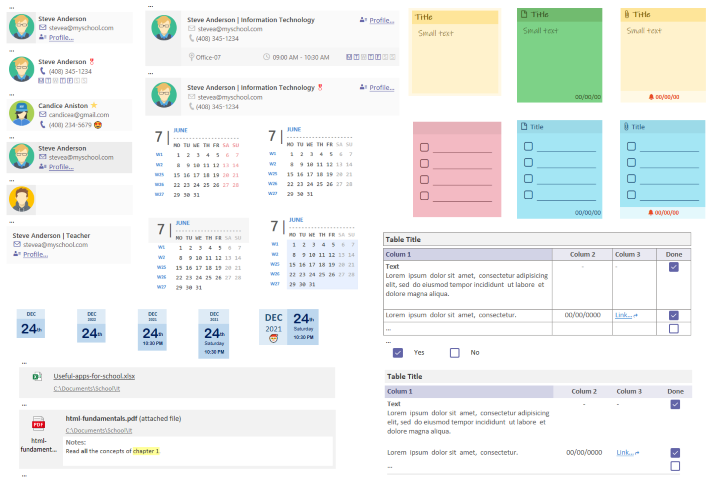 ...
Steve Anderson
stevea@myschool.com
Profile...
...
Steve Anderson
(408) 345-1234
M T W T F S S
...
Candice Aniston
candicea@gmail.com
(408) 234-5679
...
Steve Anderson
stevea@myschool.com
Profile...
...
...
Steve Anderson | Teacher
stevea@myschool.com
Profile...
...
Steve Anderson | Information Technology
stevea@myschool.com
(408) 345-1234
Profile...
Office-07
09:00 AM - 10:30 AM
M T W T F S S
...
Steve Anderson | Information Technology
stevea@myschool.com
(408) 345-1234
Profile...
7 JUNE
MO TU WE TH FR SA SU
W1 1 2 3 4 5 6 7
W2 8 9 10 11 12 13 14
W25 15 16 17 18 19 20 21
W26 22 23 24 25 26 27 28
W27 29 30 31
7 JUNE
MO TU WE TH FR SA SU
W1 1 2 3 4 5 6 7
W2 8 9 10 11 12 13 14
W25 15 16 17 18 19 20 21
W26 22 23 24 25 26 27 28
W27 29 30 31
7 JUNE
MO TU WE TH FR SA SU
W1 1 2 3 4 5 6 7
W2 8 9 10 11 12 13 14
W25 15 16 17 18 19 20 21
W26 22 23 24 25 26 27 28
W27 29 30 31
7 JUNE
MO TU WE TH FR SA SU
W1 1 2 3 4 5 6 7
W2 8 9 10 11 12 13 14
W25 15 16 17 18 19 20 21
W26 22 23 24 25 26 27 28
W27 29 30 31
DEC
24th
DEC
2022
24th
DEC
2021
24th
10:30 PM
DEC
2021
24th
Saturday
10:30 PM
DEC
2021
24th
Saturday
10:30 PM
...
Useful-apps-for-school.xlsx
C:\Documents\School\it
...
PDF
html-
fundament...
html-fundamentals.pdf (attached file)
C:\Documents\School\it
Notes:
Read all the concepts of chapter 1
...
Title
Small text
Title
Small text
00/00/00
Title
Small text
00/00/00
Title
00/00/00
Title
00/00/00
Table Title
Colum 1 Colum 2 Colum 3 Done
Text - -
Lorem ipsum dolor sit amet, consectetur adipisicing
elit, sed do eiusmod tempor incididunt ut labore et
dolore magna aliqua.
Lorem ipsum dolor sit amet, consectetur. 00/00/0000 Link...
...
...
Yes No
Table Title
Colum 1 Colum 2 Colum 3 Done
Text - -
Lorem ipsum dolor sit amet, consectetur adipisicing
elit, sed do eiusmod tempor incididunt ut labore et
dolore magna aliqua.
Lorem ipsum dolor sit amet, consectetur. 00/00/0000 Link...
...